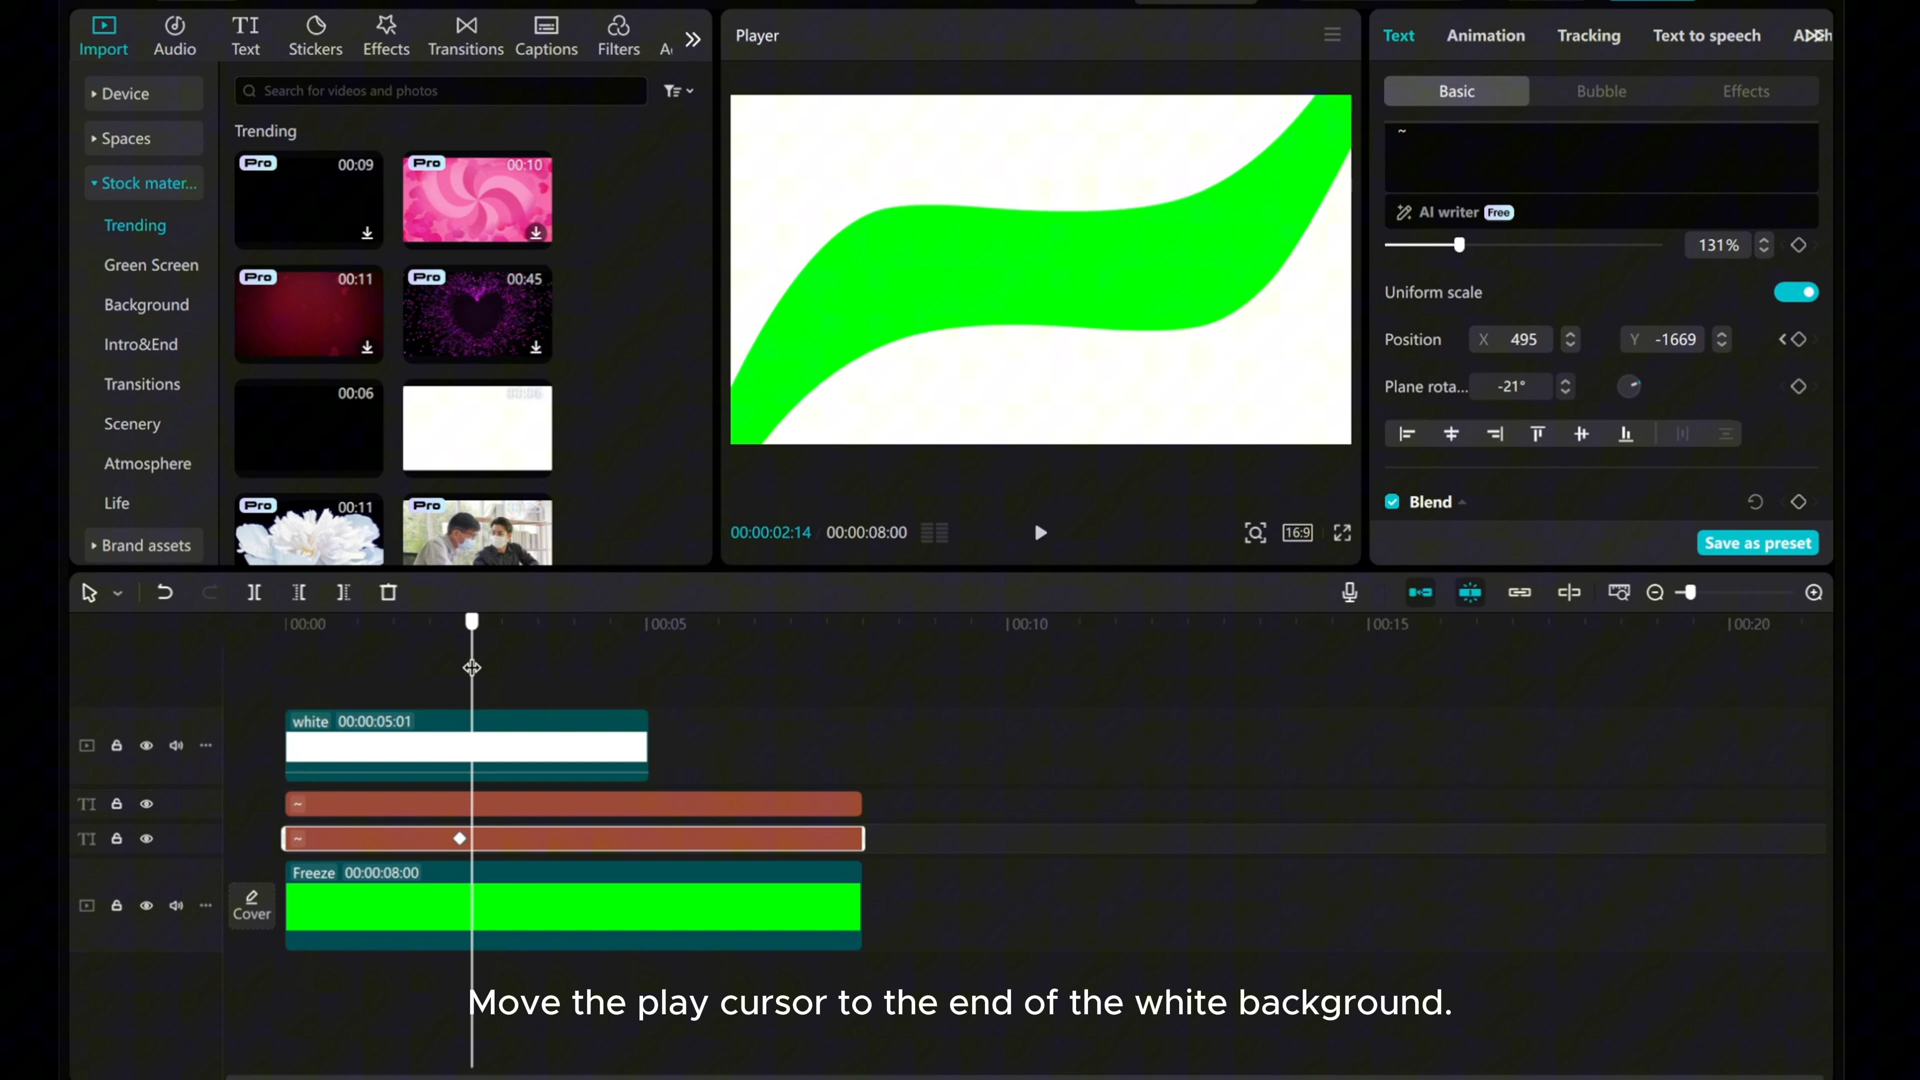 Import
Audio
TI
Text
Stickers
Effects
Transitions
Captions
Filters
Player
Text
Animation
Tracking
Text to speech
Device
Spaces
Stock mater...
Trending
Green Screen
Background
Intro&End
Transitions
Scenery
Atmosphere
Life
Brand assets
Search for videos and photos
Trending
Pro 00:09
Pro 00:10
Pro 00:11
Pro 00:45
00:06
00:06
Pro 00:11
Pro
00:00:02:14 00:00:08:00
16:9
Basic
Bubble
Effects
~
AI writer Free
131%
Uniform scale
Position X 495 Y -1669
Plane rota... -21°
Blend
Save as preset
00:00 00:05 00:10 00:15 00:20
white 00:00:05:01
TI ~
TI ~
Freeze 00:00:08:00
Cover
Move the play cursor to the end of the white background.